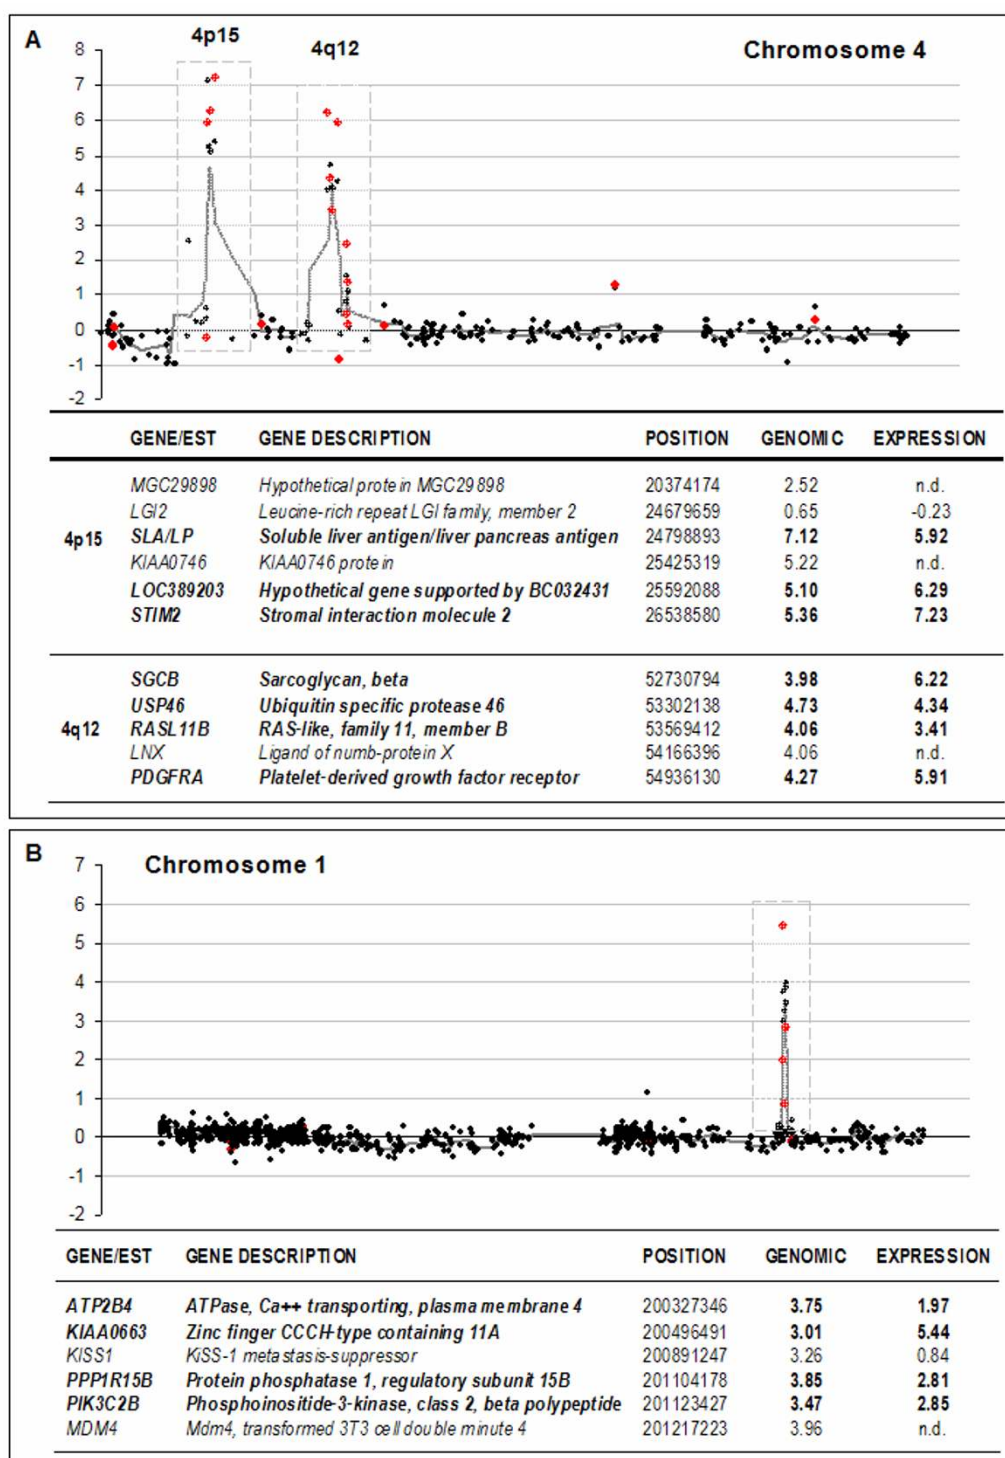 A
4p15
4q12
Chromosome 4
8
7
6
5
4
3
2
1
0
-1
-2
GENE/EST GENE DESCRIPTION POSITION GENOMIC EXPRESSION
MGC29898 Hypothetical protein MGC29898 20374174 2.52 n.d.
LGI2 Leucine-rich repeat LGI family, member 2 24679659 0.65 -0.23
4p15 SLA/LP Soluble liver antigen/liver pancreas antigen 24798893 7.12 5.92
KIAA0746 KIAA0746 protein 25425319 5.22 n.d.
LOC389203 Hypothetical gene supported by BC032431 25592088 5.10 6.29
STIM2 Stromal interaction molecule 2 26538580 5.36 7.23
SGCB Sarcoglycan, beta 52730794 3.98 6.22
USP46 Ubiquitin specific protease 46 53302138 4.73 4.34
4q12 RASL11B RAS-like, family 11, member B 53569412 4.06 3.41
LNX Ligand of numb-protein X 54166396 4.06 n.d.
PDGFRA Platelet-derived growth factor receptor 54936130 4.27 5.91
B
Chromosome 1
7
6
5
4
3
2
1
0
-1
-2
GENE/EST GENE DESCRIPTION POSITION GENOMIC EXPRESSION
ATP2B4 ATPase, Ca++ transporting, plasma membrane 4 200327346 3.75 1.97
KIAA0663 Zinc finger CCCH-type containing 11A 200496491 3.01 5.44
KISS1 KiSS-1 metastasis-suppressor 200891247 3.26 0.84
PPP1R15B Protein phosphatase 1, regulatory subunit 15B 201104178 3.85 2.81
PIK3C2B Phosphoinositide-3-kinase, class 2, beta polypeptide 201123427 3.47 2.85
MDM4 Mdm4, transformed 3T3 cell double minute 4 201217223 3.96 n.d.